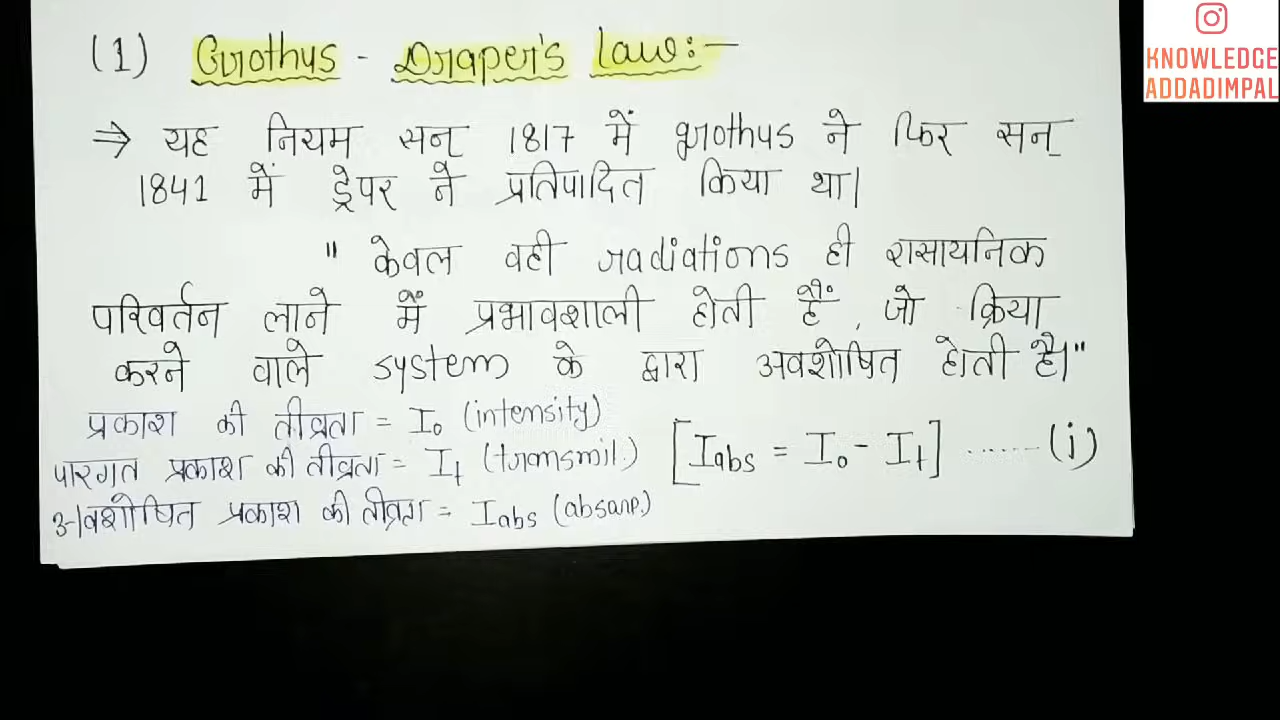 (1) Grothus - Draper's Law:-
⇒ यह नियम सन् 1817 में grothus ने फिर सन्
1841 में ड्रेपर ने प्रतिपादित किया था।
" केवल वही radiations ही रासायनिक
परिवर्तन लाने में प्रभावशाली होती हैं, जो क्रिया
करने वाले system के द्वारा अवशोषित होती है।"
प्रकाश की तीव्रता = I₀ (intensity)
पारगत प्रकाश की तीव्रता = Iₜ (transmit.)
[Iabs = I₀ - Iₜ] ...... (i)
अवशोषित प्रकाश की तीव्रता = Iabs
KNOWLEDGE
ADDADIMPAL